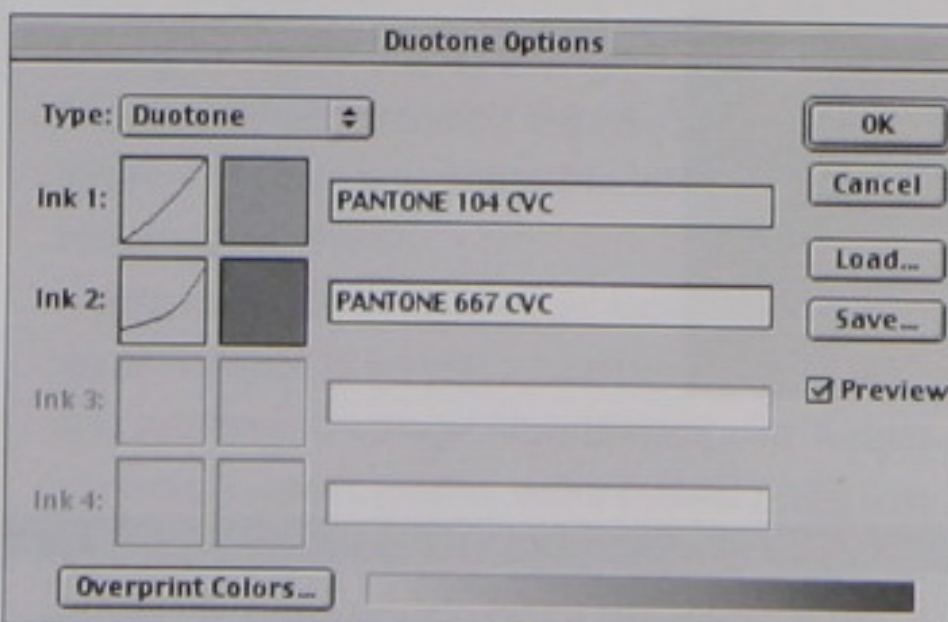 Duotone Options
Type: Duotone
OK
Ink 1: PANTONE 104 CVC
Cancel
Ink 2: PANTONE 667 CVC
Load...
Save...
Ink 3:
Preview
Ink 4:
Overprint Colors...